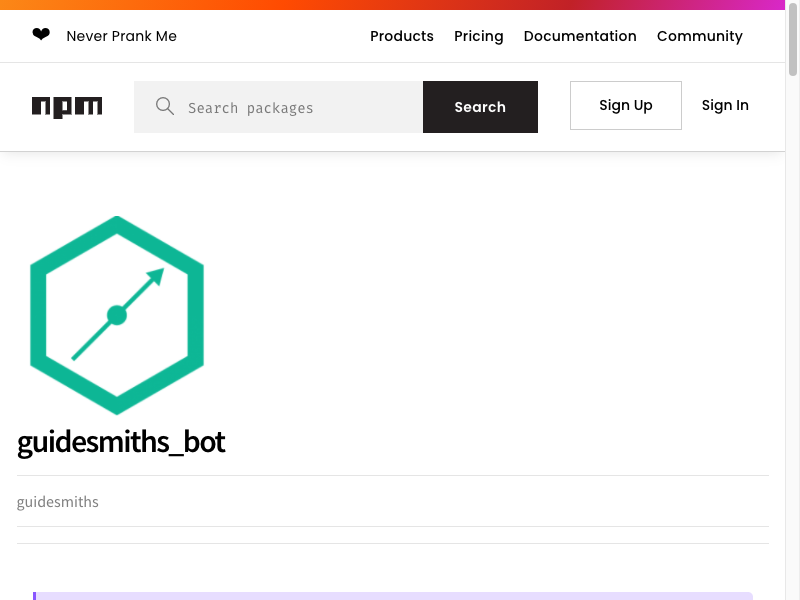 ❤ Never Prank Me
Products Pricing Documentation Community
npm Search packages Search Sign Up Sign In
guidesmiths_bot
guidesmiths